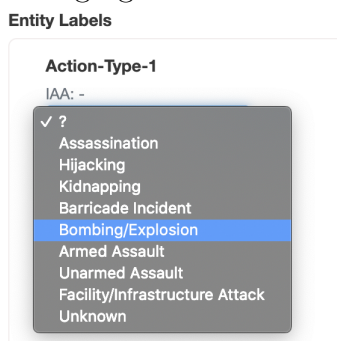 Entity Labels
Action-Type-1
IAA: -
✓ ?
Assassination
Hijacking
Kidnapping
Barricade Incident
Bombing/Explosion
Armed Assault
Unarmed Assault
Facility/Infrastructure Attack
Unknown